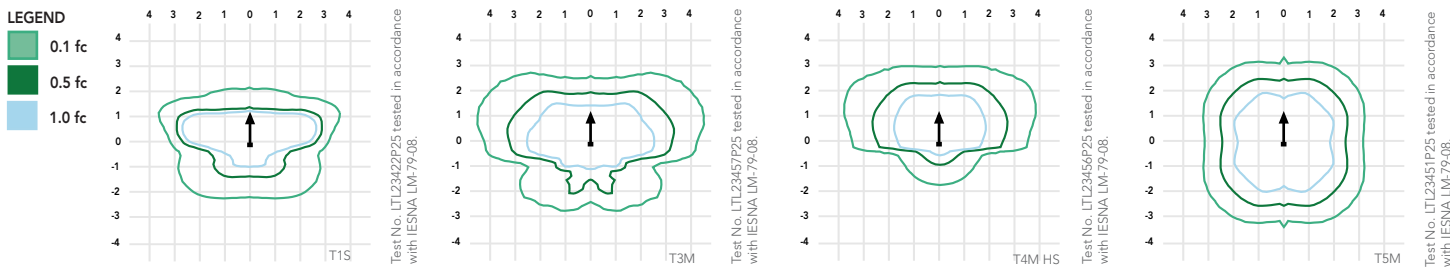 LEGEND
0.1 fc
0.5 fc
1.0 fc
4 3 2 1 0 1 2 3 4
4
3
2
1
0
-1
-2
-3
-4
T1S
Test No. LTL23422P25 tested in accordance
with IESNA LM-79-08.
4 3 2 1 0 1 2 3 4
4
3
2
1
0
-1
-2
-3
-4
T3M
Test No. LTL23457P25 tested in accordance
with IESNA LM-79-08.
4 3 2 1 0 1 2 3 4
4
3
2
1
0
-1
-2
-3
-4
T4M HS
Test No. LTL23456P25 tested in accordance
with IESNA LM-79-08.
4 3 2 1 0 1 2 3 4
4
3
2
1
0
-1
-2
-3
-4
T5M
Test No. LTL23451P25 tested in accordance
with IESNA LM-79-08.